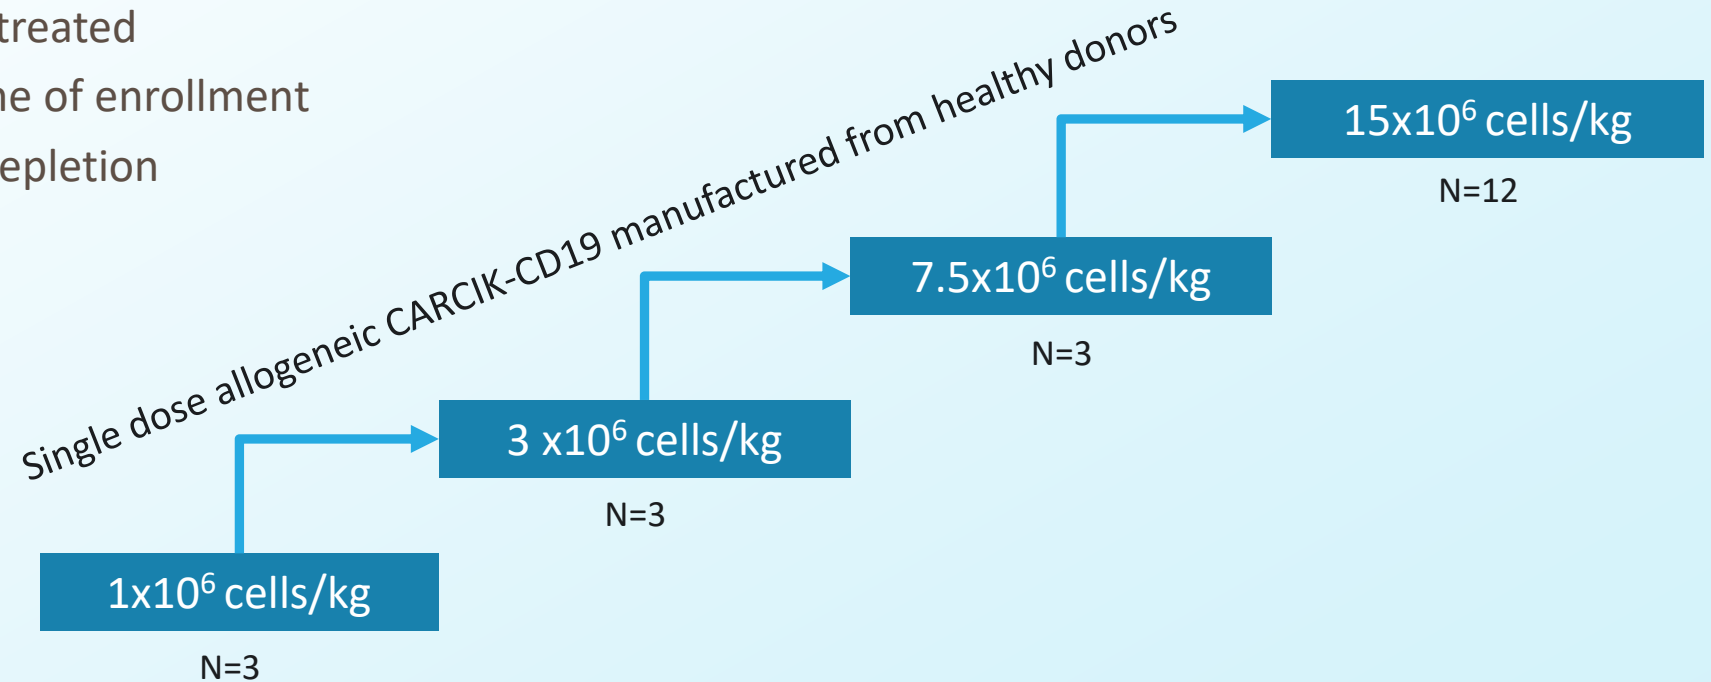 treated
ne of enrollment
epletion
Single dose allogeneic CARCIK-CD19 manufactured from healthy donors
15x10⁶ cells/kg
N=12
7.5x10⁶ cells/kg
N=3
3 x10⁶ cells/kg
N=3
1x10⁶ cells/kg
N=3